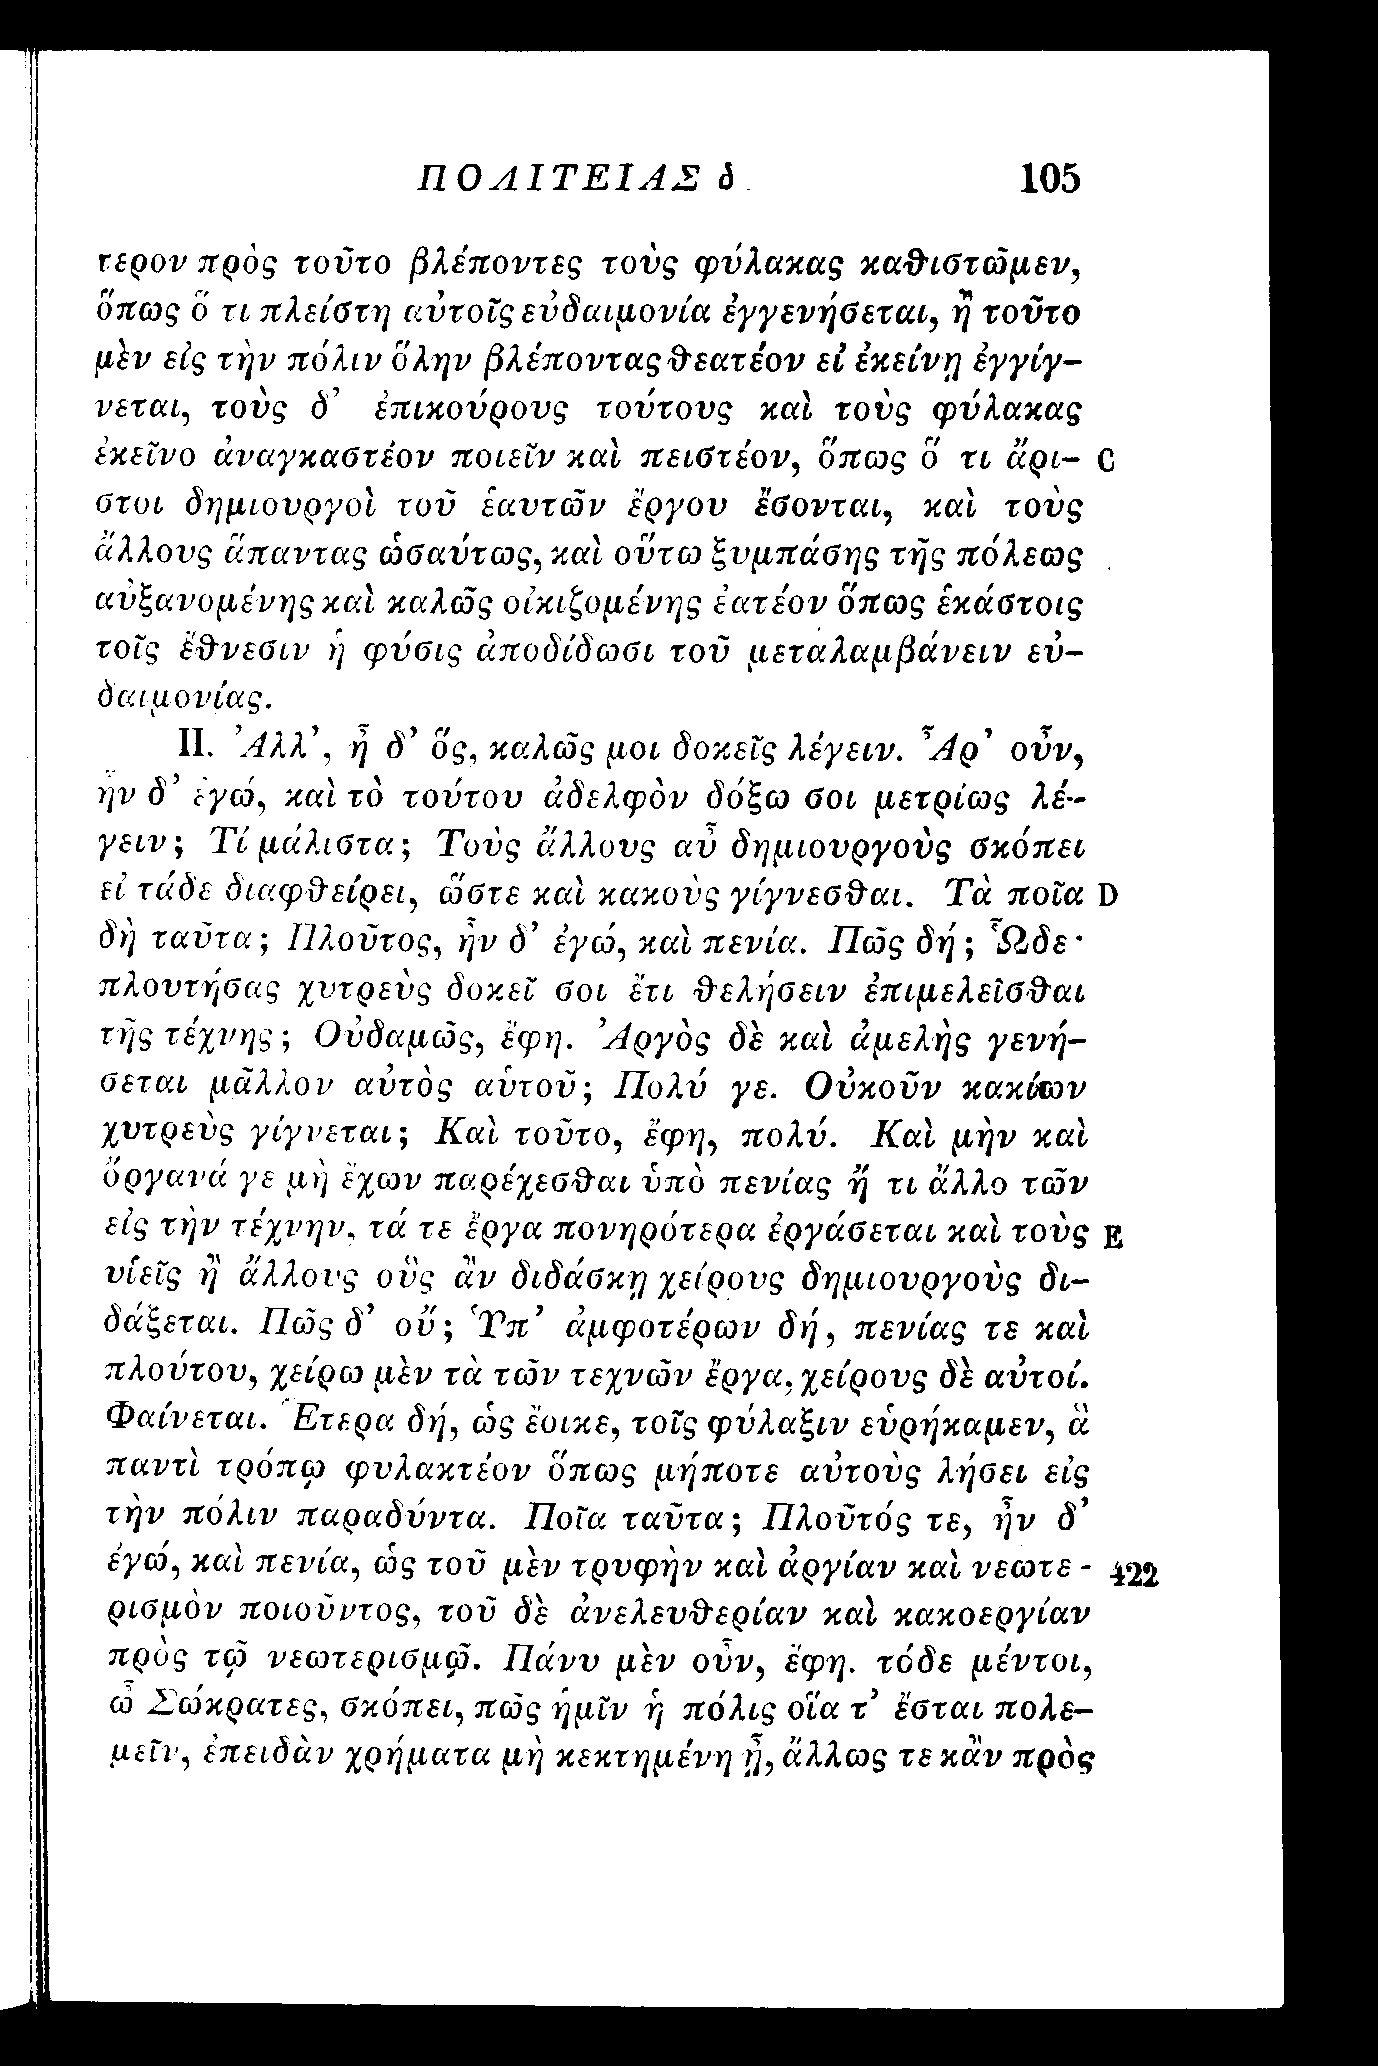 ΠΟΛΙΤΕΙΑΣ δ 105
τερον πρὸς τοῦτο βλέποντες τοὺς φύλακας καθιστῶμεν,
ὅπως ὅ τι πλείστη αὐτοῖς εὐδαιμονία ἐγγενήσεται, ἢ τοῦτο
μὲν εἰς τὴν πόλιν ὅλην βλέποντας θεατέον εἰ ἐκείνῃ ἐγγίγ-
νεται, τοὺς δ’ ἐπικούρους τούτους καὶ τοὺς φύλακας
ἐκεῖνο ἀναγκαστέον ποιεῖν καὶ πειστέον, ὅπως ὅ τι ἄρι- C
στοι δημιουργοὶ τοῦ ἑαυτῶν ἔργου ἔσονται, καὶ τοὺς
ἄλλους ἅπαντας ὡσαύτως, καὶ οὕτω ξυμπάσης τῆς πόλεως
αὐξανομένης καὶ καλῶς οἰκιζομένης ἐατέον ὅπως ἑκάστοις
τοῖς ἔθνεσιν ἡ φύσις ἀποδίδωσι τοῦ μεταλαμβάνειν εὐ-
δαιμονίας.
II. Ἀλλ’, ἦ δ’ ὅς, καλῶς μοι δοκεῖς λέγειν. Ἆρ’ οὖν,
ἦν δ’ ἐγώ, καὶ τὸ τούτου ἀδελφὸν δόξω σοι μετρίως λέ-
γειν; Τί μάλιστα; Τοὺς ἄλλους αὖ δημιουργοὺς σκόπει
εἰ τάδε διαφθείρει, ὥστε καὶ κακοὺς γίγνεσθαι. Τὰ ποῖα D
δὴ ταῦτα; Πλοῦτος, ἦν δ’ ἐγώ, καὶ πενία. Πῶς δή; Ὧδε·
πλουτήσας χυτρεὺς δοκεῖ σοι ἔτι θελήσειν ἐπιμελεῖσθαι
τῆς τέχνης; Οὐδαμῶς, ἔφη. Ἀργὸς δὲ καὶ ἀμελὴς γενή-
σεται μᾶλλον αὐτὸς αὑτοῦ; Πολύ γε. Οὐκοῦν κακίων
χυτρεὺς γίγνεται; Καὶ τοῦτο, ἔφη, πολύ. Καὶ μὴν καὶ
ὄργανά γε μὴ ἔχων παρέχεσθαι ὑπὸ πενίας ἤ τι ἄλλο τῶν
εἰς τὴν τέχνην, τά τε ἔργα πονηρότερα ἐργάσεται καὶ τοὺς E
υἱεῖς ἢ ἄλλους οὓς ἂν διδάσκῃ χείρους δημιουργοὺς δι-
δάξεται. Πῶς δ’ οὔ; Ὑπ’ ἀμφοτέρων δή, πενίας τε καὶ
πλούτου, χείρω μὲν τὰ τῶν τεχνῶν ἔργα, χείρους δὲ αὐτοί.
Φαίνεται. Ἕτερα δή, ὡς ἔοικε, τοῖς φύλαξιν εὑρήκαμεν, ἃ
παντὶ τρόπῳ φυλακτέον ὅπως μήποτε αὐτοὺς λήσει εἰς
τὴν πόλιν παραδύντα. Ποῖα ταῦτα; Πλοῦτός τε, ἦν δ’
ἐγώ, καὶ πενία, ὡς τοῦ μὲν τρυφὴν καὶ ἀργίαν καὶ νεωτε- 422
ρισμὸν ποιοῦντος, τοῦ δὲ ἀνελευθερίαν καὶ κακοεργίαν
πρὸς τῷ νεωτερισμῷ. Πάνυ μὲν οὖν, ἔφη. τόδε μέντοι,
ὦ Σώκρατες, σκόπει, πῶς ἡμῖν ἡ πόλις οἵα τ’ ἔσται πολε-
μεῖν, ἐπειδὰν χρήματα μὴ κεκτημένη ᾖ, ἄλλως τε κἂν πρὸς